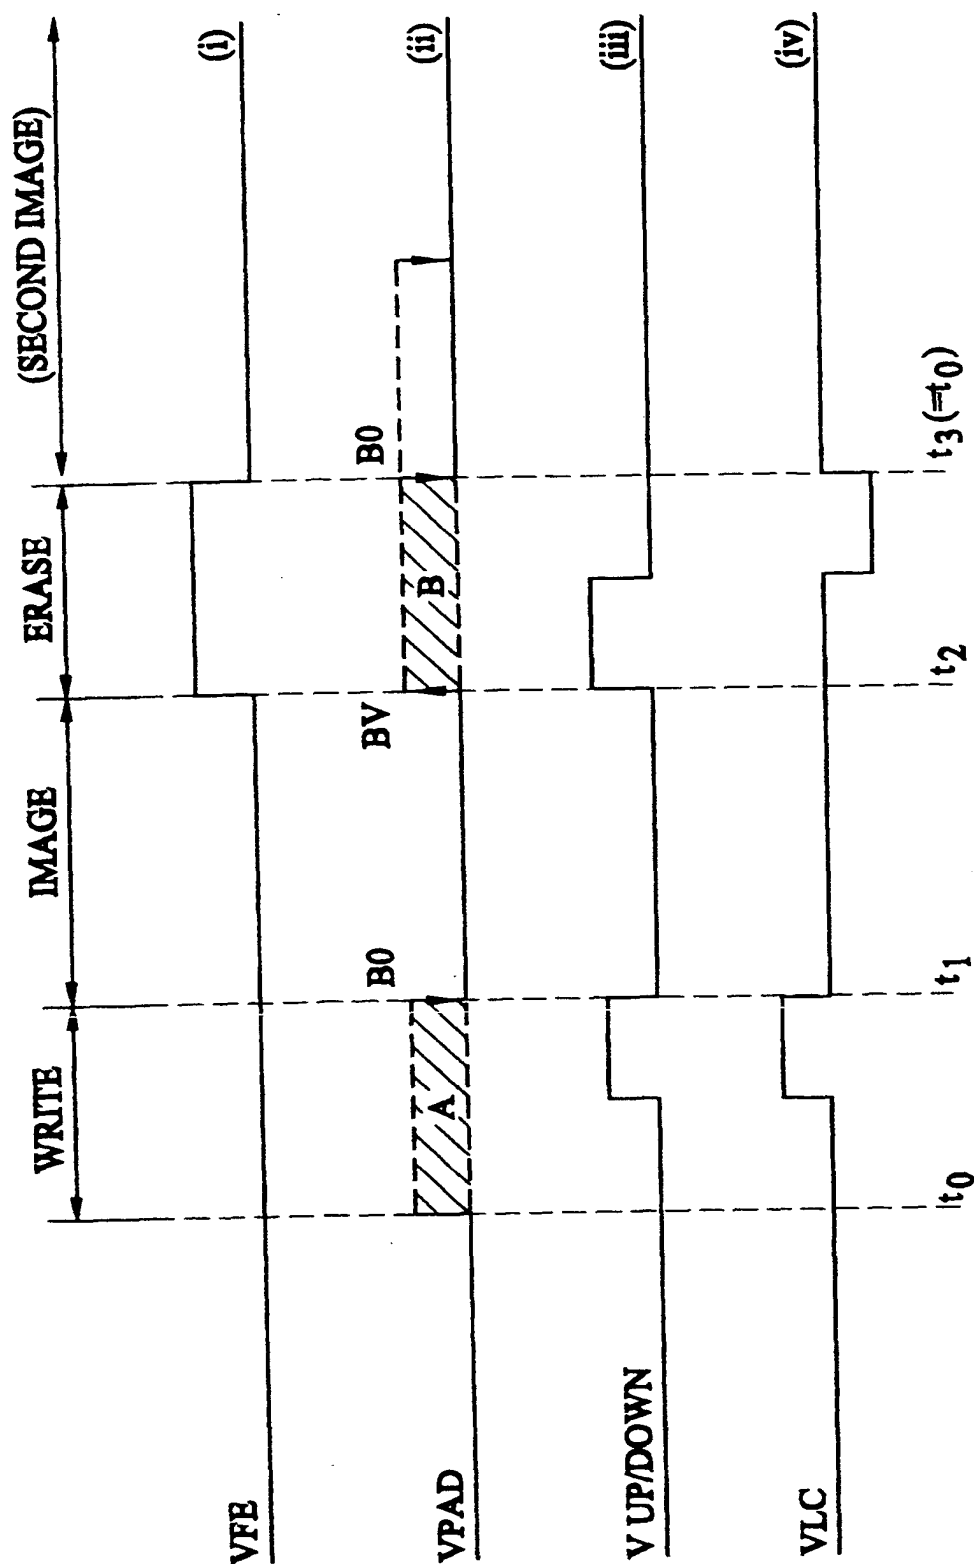 WRITE IMAGE ERASE (SECOND IMAGE)
VFE (i)
B0 BV B0
VPAD A B (ii)
V UP/DOWN (iii)
VLC (iv)
t0 t1 t2 t3 (=t0)